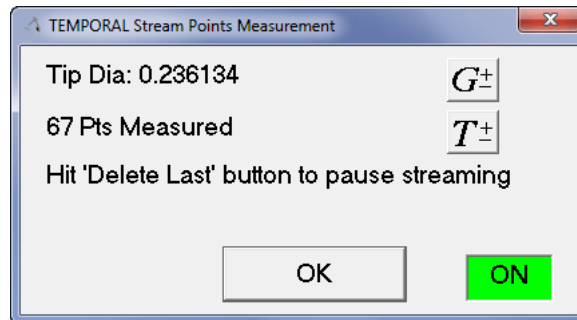 TEMPORAL Stream Points Measurement
x
Tip Dia: 0.236134
G±
67 Pts Measured
T±
Hit 'Delete Last' button to pause streaming
OK
ON